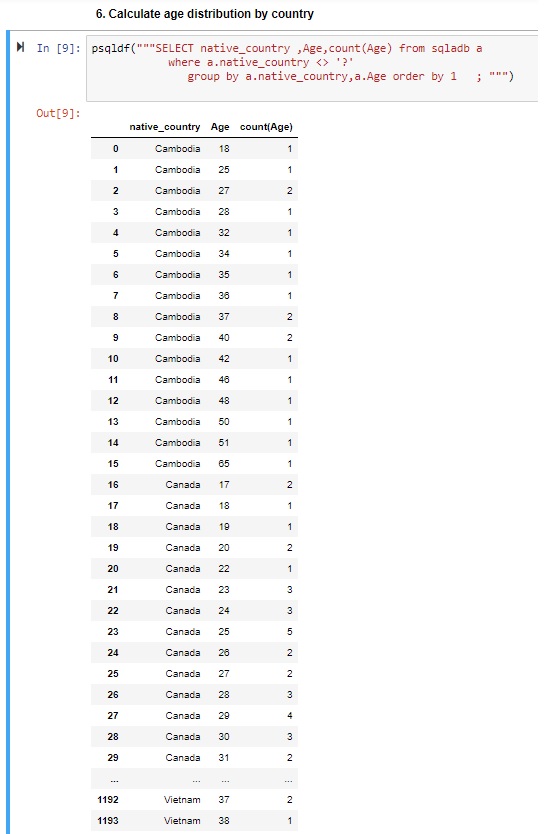 6. Calculate age distribution by country
In [9]: psqldf("""SELECT native_country ,Age,count(Age) from sqladb a
where a.native_country <> '?'
group by a.native_country,a.Age order by 1 ; """)
Out[9]:
native_country Age count(Age)
0 Cambodia 18 1
1 Cambodia 25 1
2 Cambodia 27 2
3 Cambodia 28 1
4 Cambodia 32 1
5 Cambodia 34 1
6 Cambodia 35 1
7 Cambodia 36 1
8 Cambodia 37 2
9 Cambodia 40 2
10 Cambodia 42 1
11 Cambodia 46 1
12 Cambodia 48 1
13 Cambodia 50 1
14 Cambodia 51 1
15 Cambodia 65 1
16 Canada 17 2
17 Canada 18 1
18 Canada 19 1
19 Canada 20 2
20 Canada 22 1
21 Canada 23 3
22 Canada 24 3
23 Canada 25 5
24 Canada 26 2
25 Canada 27 2
26 Canada 28 3
27 Canada 29 4
28 Canada 30 3
29 Canada 31 2
... ... ... ...
1192 Vietnam 37 2
1193 Vietnam 38 1